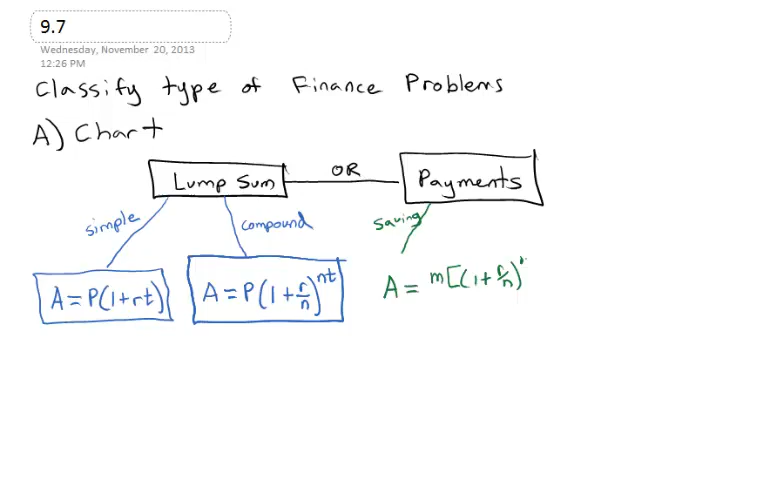 9.7
Wednesday, November 20, 2013
12:26 PM
Classify type of Finance Problems
A) Chart
Lump Sum OR Payments
simple compound saving
A=P(1+rt) A=P(1+r/n)^nt A= m[(1+r/n)